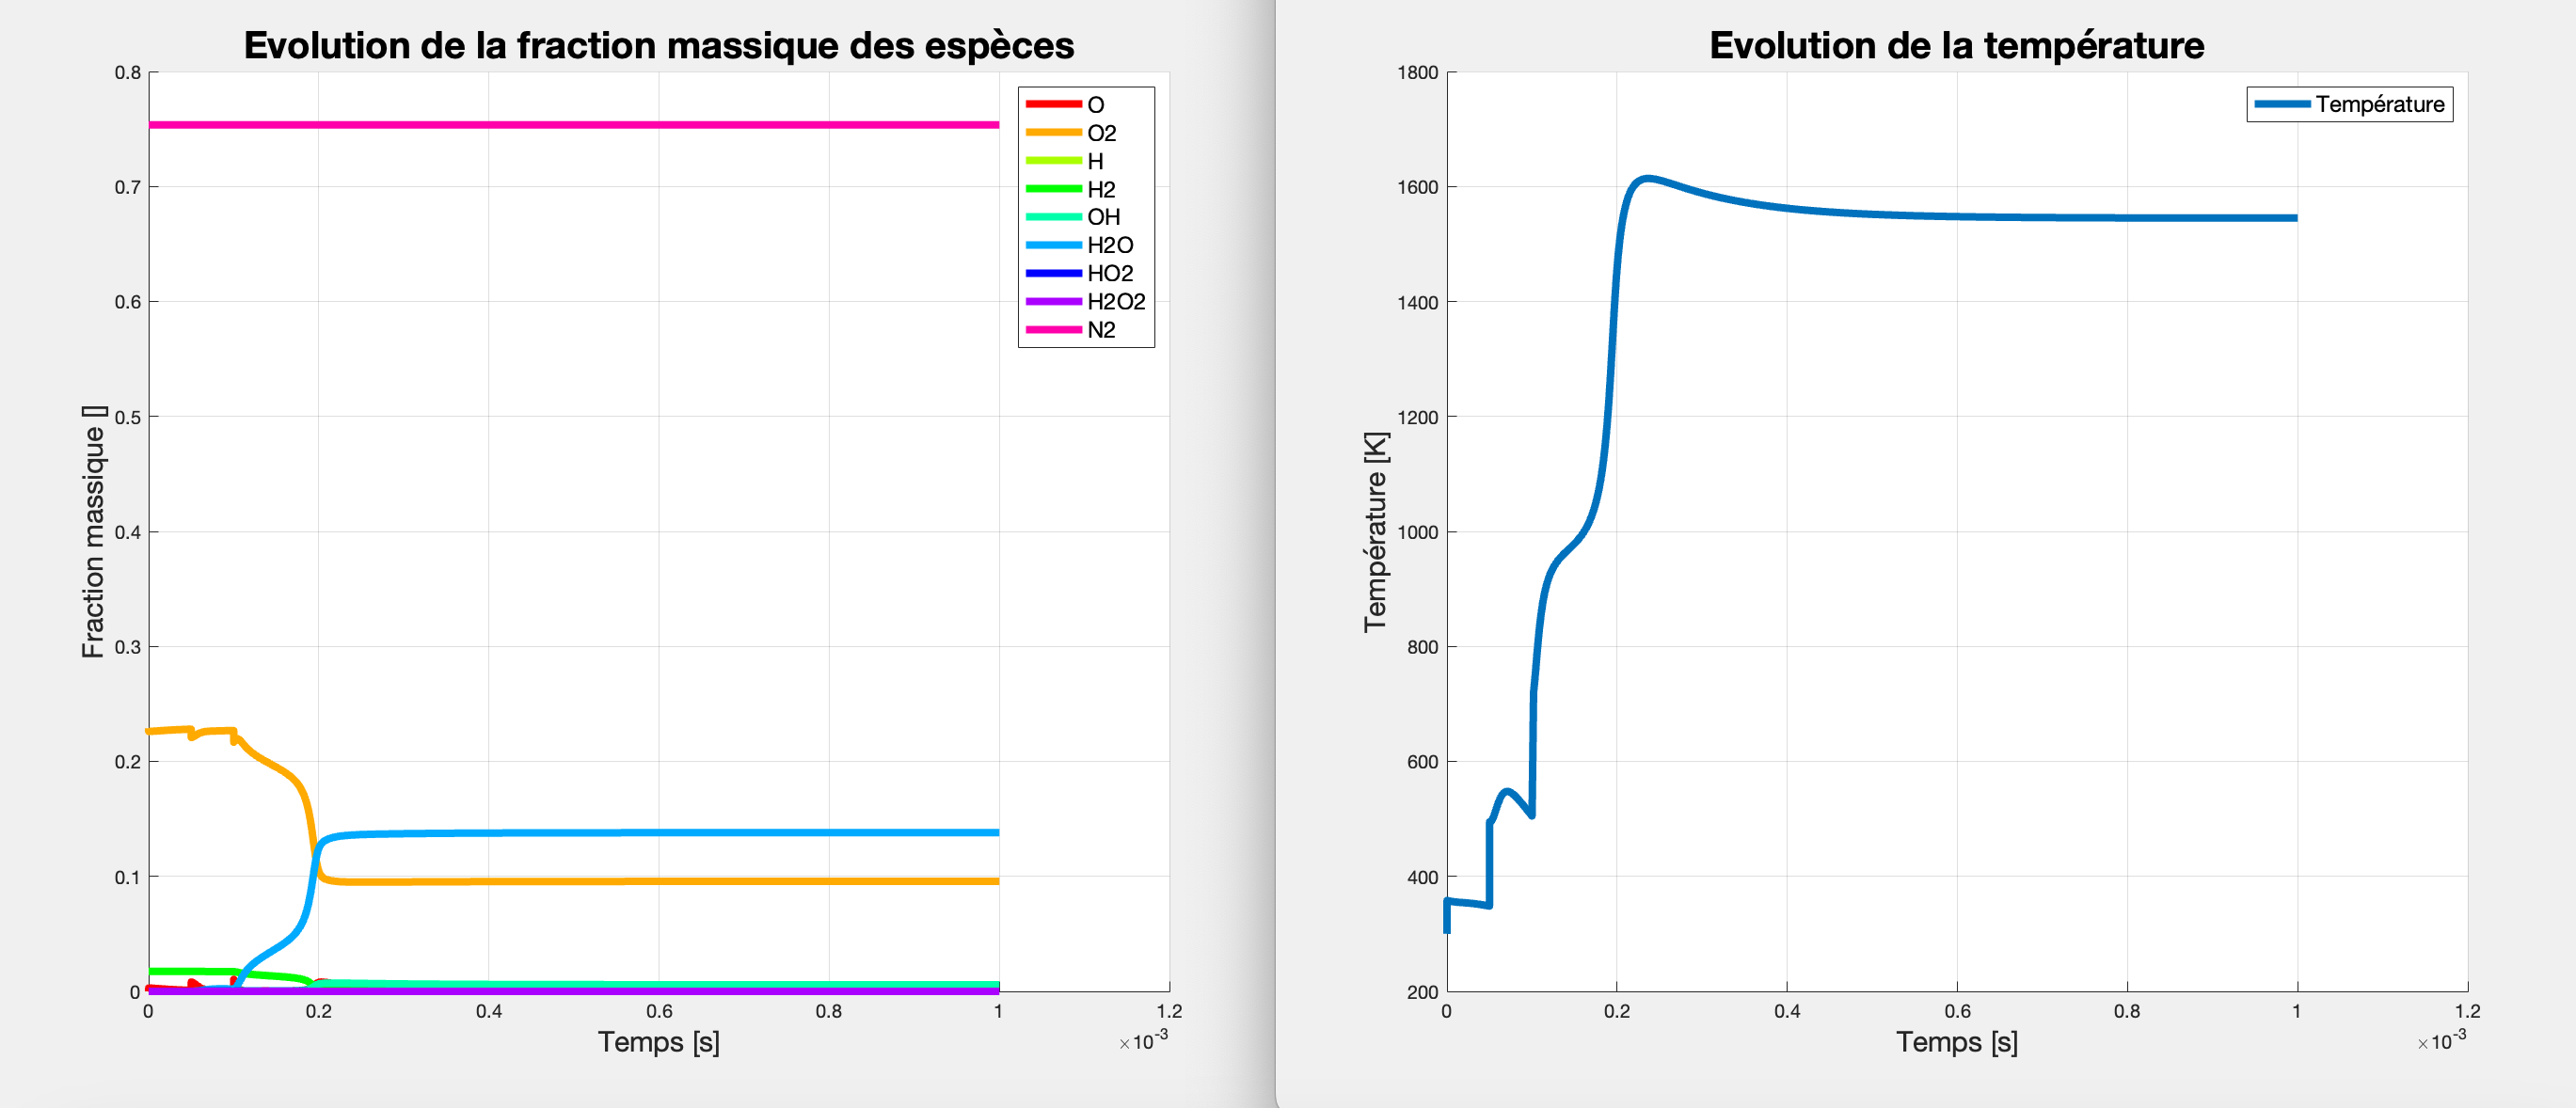 Evolution de la fraction massique des espèces
0.8
0.7
0.6
0.5
0.4
0.3
0.2
0.1
0
Fraction massique []
0
0.2
0.4
0.6
0.8
1
1.2
×10-3
Temps [s]
O
O2
H
H2
OH
H2O
HO2
H2O2
N2
Evolution de la température
1800
1600
1400
1200
1000
800
600
400
200
Température [K]
0
0.2
0.4
0.6
0.8
1
1.2
×10-3
Temps [s]
Température